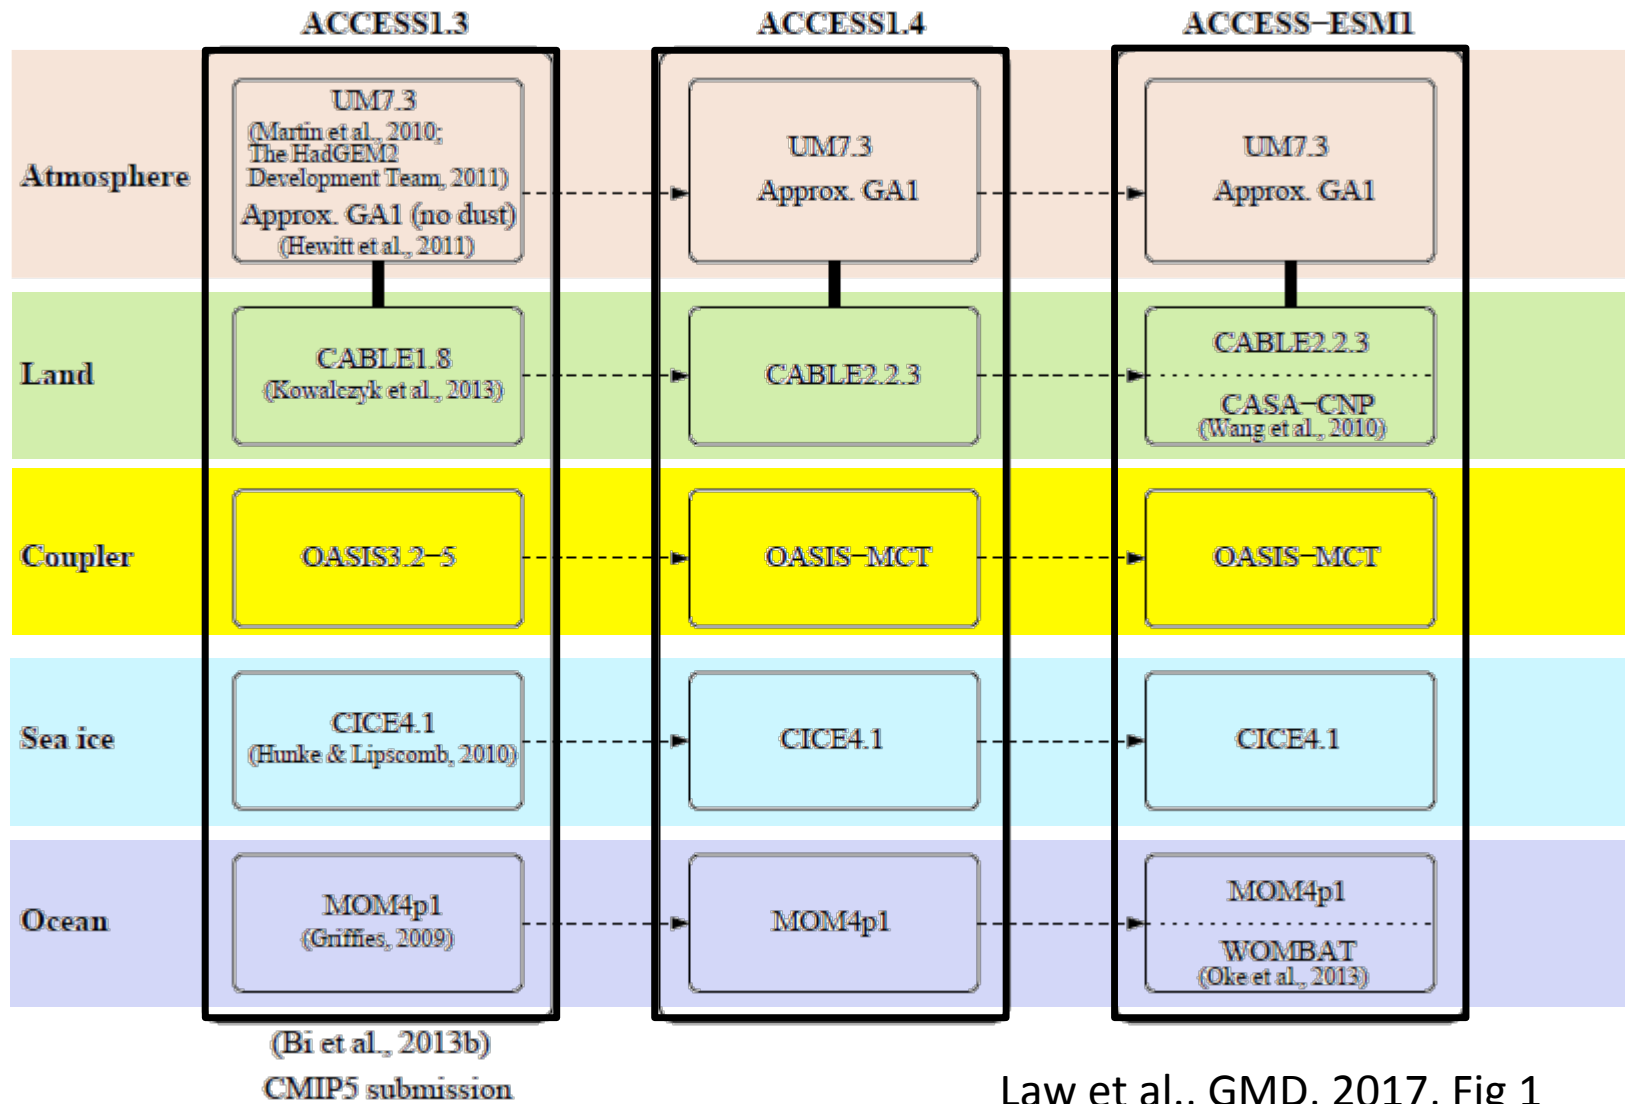 ACCESS1.3 ACCESS1.4 ACCESS−ESM1
Atmosphere
UM7.3
(Martin et al., 2010;
The HadGEM2
Development Team, 2011)
Approx. GA1 (no dust)
(Hewitt et al., 2011)
UM7.3
Approx. GA1
UM7.3
Approx. GA1
Land
CABLE1.8
(Kowalczyk et al., 2013)
CABLE2.2.3
CABLE2.2.3
CASA−CNP
(Wang et al., 2010)
Coupler
OASIS3.2−5
OASIS−MCT
OASIS−MCT
Sea ice
CICE4.1
(Hunke & Lipscomb, 2010)
CICE4.1
CICE4.1
Ocean
MOM4p1
(Griffies, 2009)
MOM4p1
MOM4p1
WOMBAT
(Oke et al., 2013)
(Bi et al., 2013b)
CMIP5 submission
Law et al., GMD, 2017, Fig 1